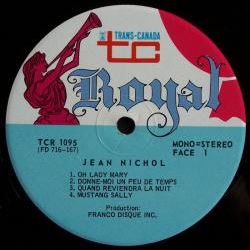 TRANS-CANADA
tc
Royal
TCR 1095
(FD 716-167)
MONO=STEREO
FACE 1
JEAN NICHOL
1. OH LADY MARY
2. DONNE-MOI UN PEU DE TEMPS
3. QUAND REVIENDRA LA NUIT
4. MUSTANG SALLY
Production:
FRANCO DISQUE INC.